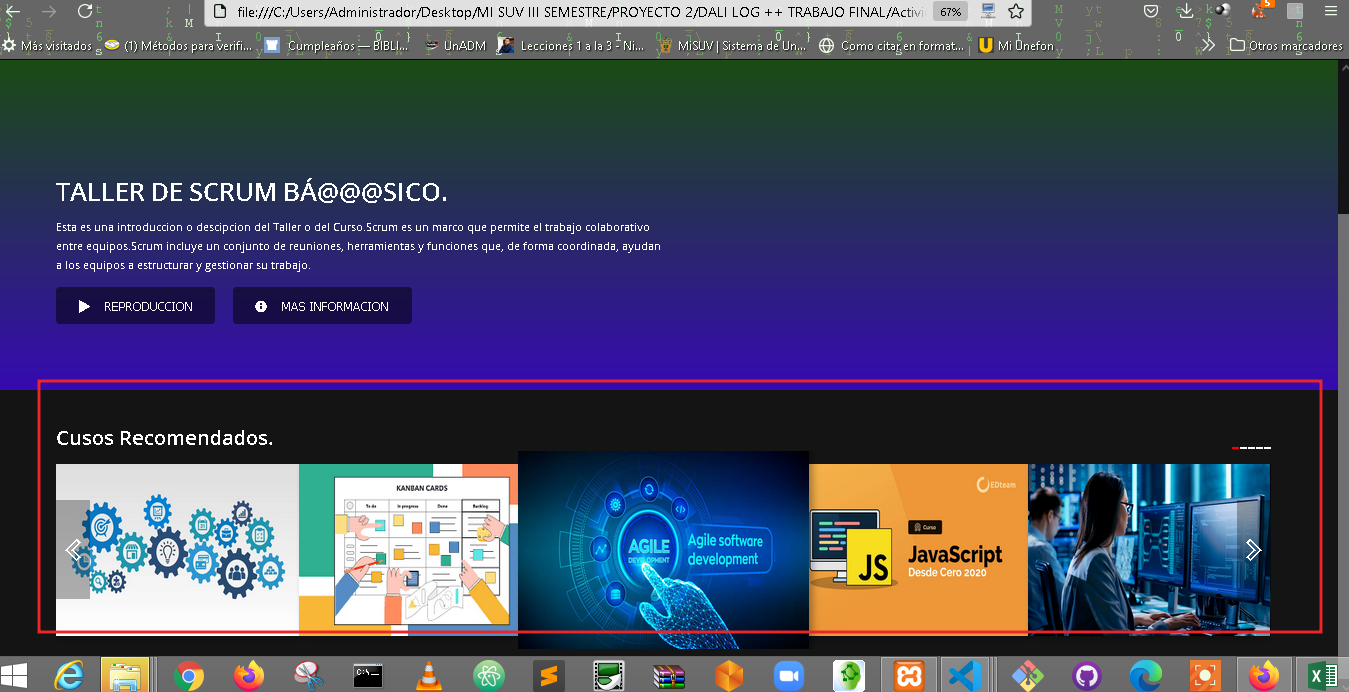 file:///C:/Users/Administrador/Desktop/MI SUV III SEMESTRE/PROYECTO 2/DALI LOG ++ TRABAJO FINAL/Activi
67%
5
Más visitados
(1) Métodos para verifi...
Cumpleaños — BIBLI...
UnADM
Lecciones 1 a la 3 - Ni...
MiSUV | Sistema de Un...
Como citar en format...
Mi Unefon
Otros marcadores
TALLER DE SCRUM BÁ@@@SICO.
Esta es una introduccion o descipcion del Taller o del Curso.Scrum es un marco que permite el trabajo colaborativo
entre equipos.Scrum incluye un conjunto de reuniones, herramientas y funciones que, de forma coordinada, ayudan
a los equipos a estructurar y gestionar su trabajo.
REPRODUCCION
MAS INFORMACION
Cusos Recomendados.
KANBAN CARDS
To do
In progress
Done
Backlog
AGILE
DEVELOPMENT
Agile software
development
EDteam
Curso
JS
JavaScript
Desde Cero 2020